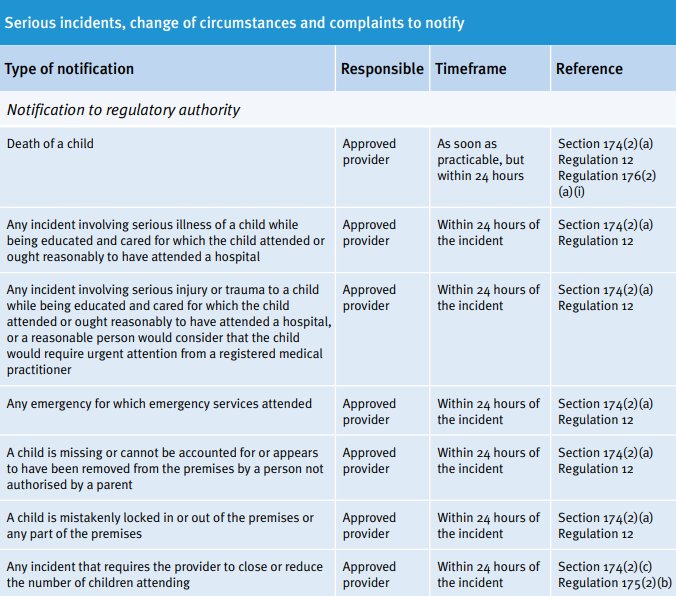 Serious incidents, change of circumstances and complaints to notify
Type of notification Responsible Timeframe Reference
Notification to regulatory authority
Death of a child
Approved
provider
As soon as
practicable, but
within 24 hours
Section 174(2)(a)
Regulation 12
Regulation 176(2)
(a)(i)
Any incident involving serious illness of a child while
being educated and cared for which the child attended or
ought reasonably to have attended a hospital
Approved
provider
Within 24 hours of
the incident
Section 174(2)(a)
Regulation 12
Any incident involving serious injury or trauma to a child
while being educated and cared for which the child
attended or ought reasonably to have attended a hospital,
or a reasonable person would consider that the child
would require urgent attention from a registered medical
practitioner
Approved
provider
Within 24 hours of
the incident
Section 174(2)(a)
Regulation 12
Any emergency for which emergency services attended
Approved
provider
Within 24 hours of
the incident
Section 174(2)(a)
Regulation 12
A child is missing or cannot be accounted for or appears
to have been removed from the premises by a person not
authorised by a parent
Approved
provider
Within 24 hours of
the incident
Section 174(2)(a)
Regulation 12
A child is mistakenly locked in or out of the premises or
any part of the premises
Approved
provider
Within 24 hours of
the incident
Section 174(2)(a)
Regulation 12
Any incident that requires the provider to close or reduce
the number of children attending
Approved
provider
Within 24 hours of
the incident
Section 174(2)(c)
Regulation 175(2)(b)